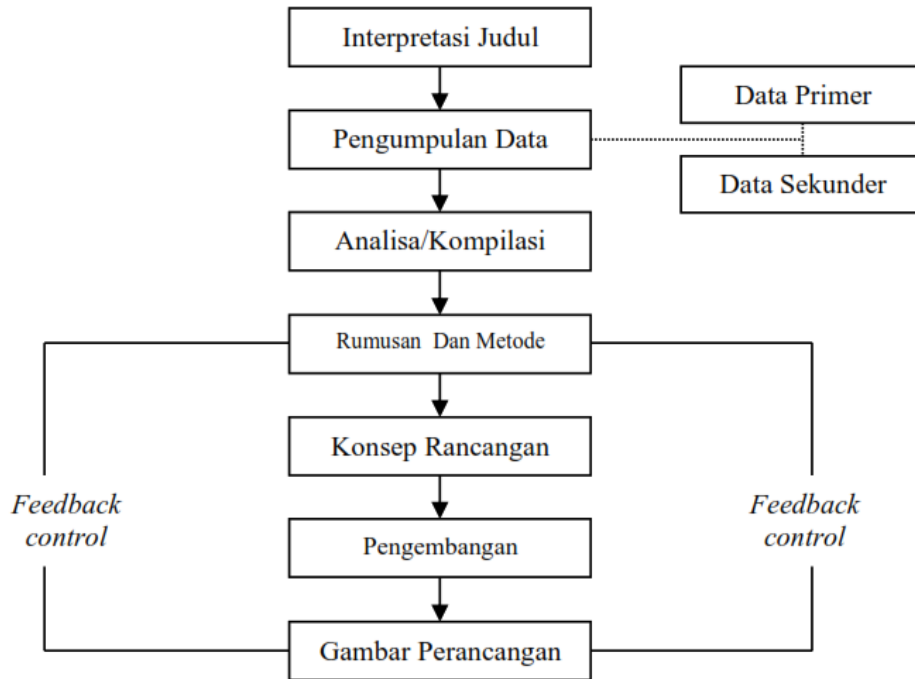 Interpretasi Judul
Data Primer
Pengumpulan Data
Data Sekunder
Analisa/Kompilasi
Rumusan Dan Metode
Konsep Rancangan
Feedback
control
Feedback
control
Pengembangan
Gambar Perancangan